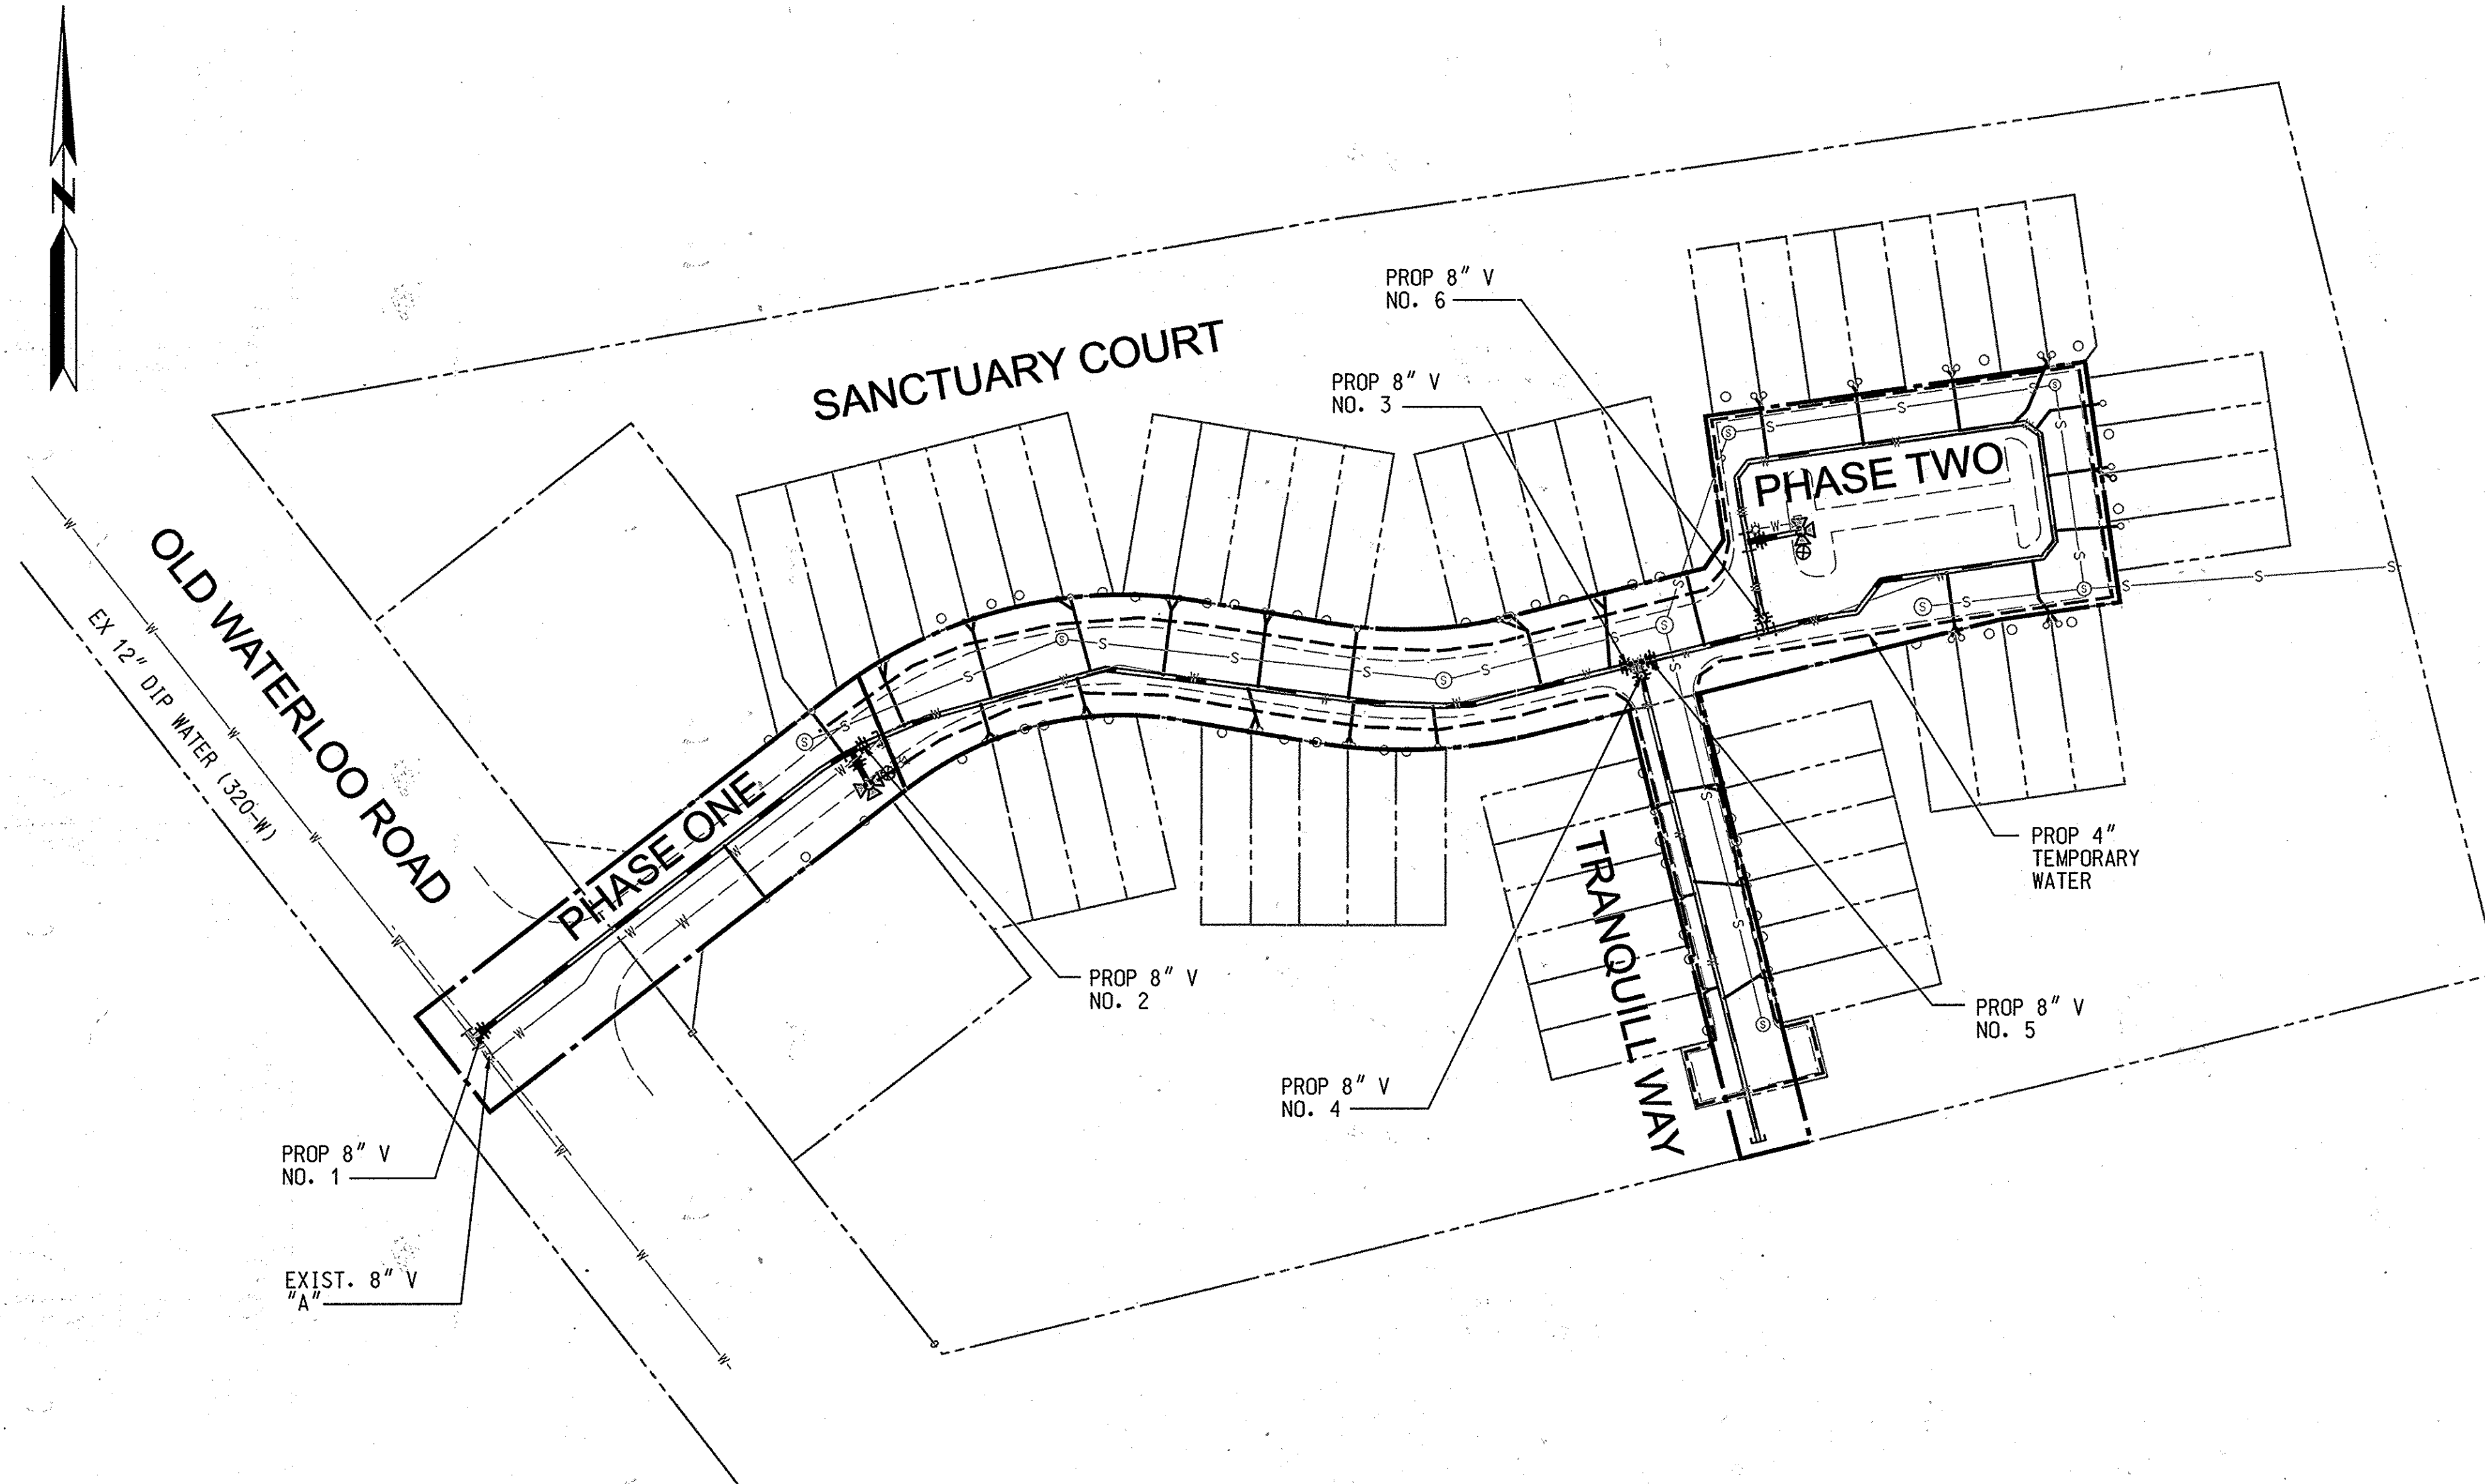 N
PROP 8" V
NO. 6
SANCTUARY COURT
PROP 8" V
NO. 3
PHASE TWO
OLD WATERLOO ROAD
EX 12" DIP WATER (320-W)
PHASE ONE
TRANQUILL WAY
PROP 4"
TEMPORARY
WATER
PROP 8" V
NO. 2
PROP 8" V
NO. 5
PROP 8" V
NO. 4
PROP 8" V
NO. 1
EXIST. 8" V
"A"